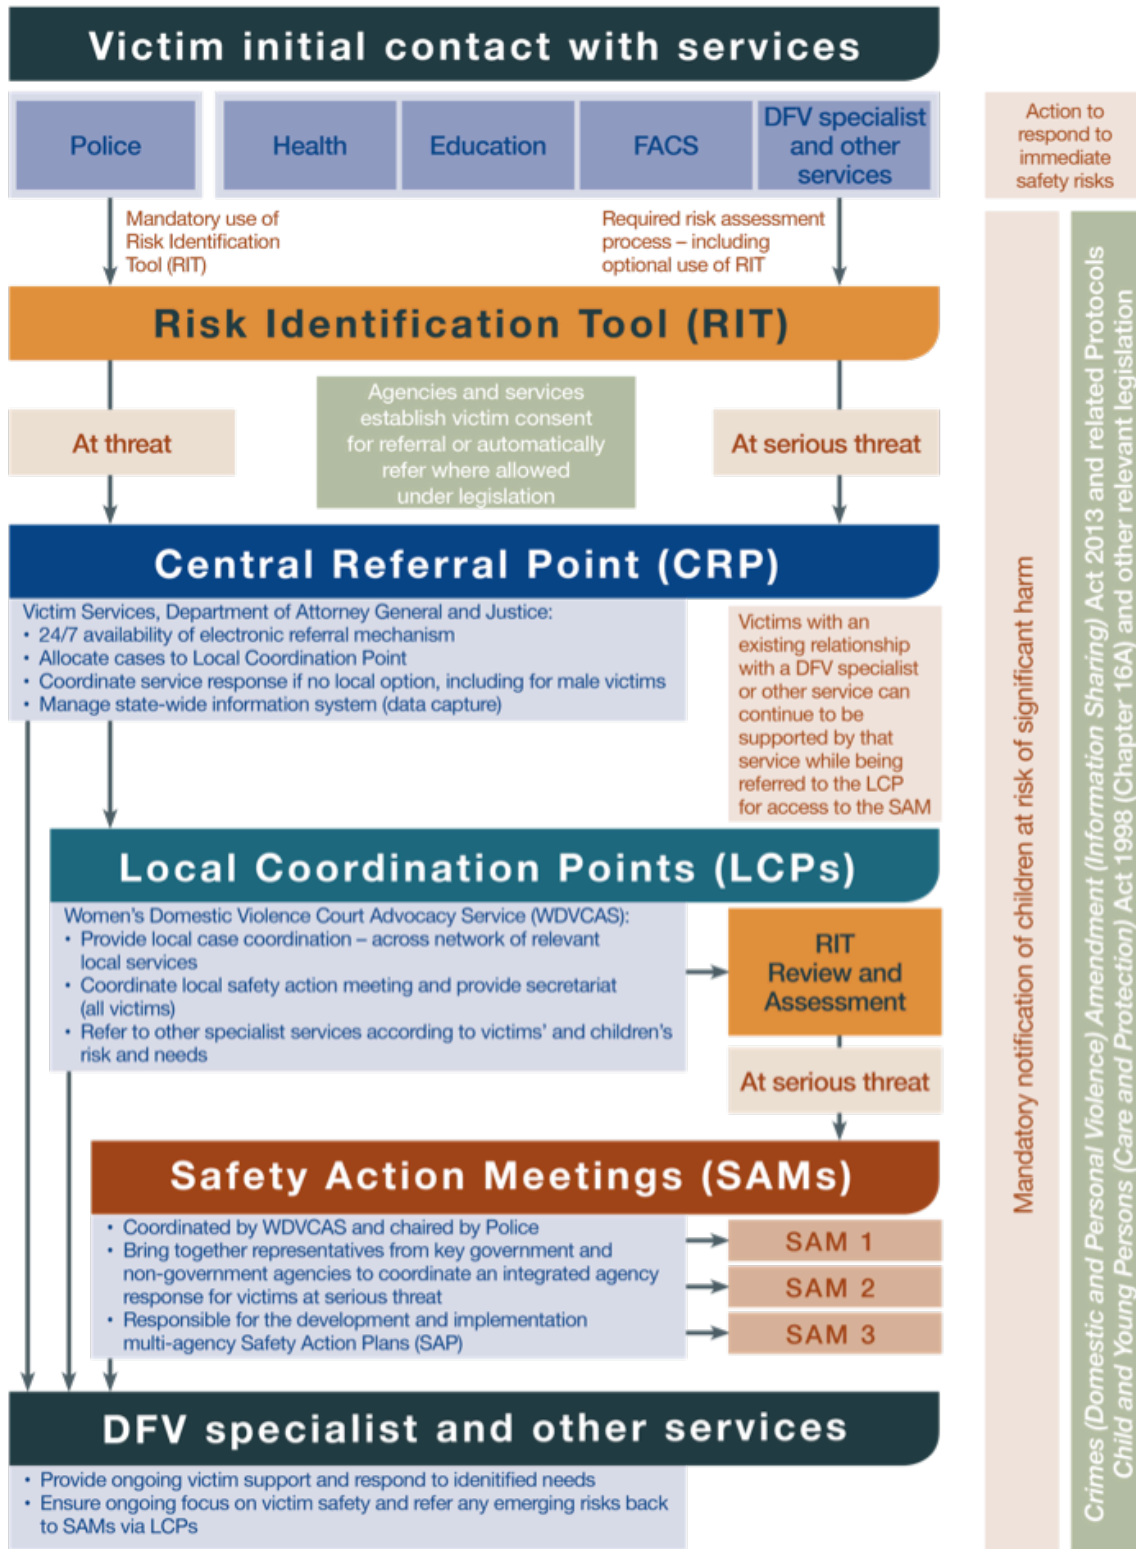 Victim initial contact with services
Police
Health
Education
FACS
DFV specialist
and other
services
Action to
respond to
immediate
safety risks
Mandatory use of
Risk Identification
Tool (RIT)
Required risk assessment
process – including
optional use of RIT
Risk Identification Tool (RIT)
At threat
Agencies and services
establish victim consent
for referral or automatically
refer where allowed
under legislation
At serious threat
Central Referral Point (CRP)
Victim Services, Department of Attorney General and Justice:
• 24/7 availability of electronic referral mechanism
• Allocate cases to Local Coordination Point
• Coordinate service response if no local option, including for male victims
• Manage state-wide information system (data capture)
Victims with an
existing relationship
with a DFV specialist
or other service can
continue to be
supported by that
service while being
referred to the LCP
for access to the SAM
Local Coordination Points (LCPs)
Women's Domestic Violence Court Advocacy Service (WDVCAS):
• Provide local case coordination – across network of relevant
local services
• Coordinate local safety action meeting and provide secretariat
(all victims)
• Refer to other specialist services according to victims' and children's
risk and needs
RIT
Review and
Assessment
At serious threat
Safety Action Meetings (SAMs)
• Coordinated by WDVCAS and chaired by Police
• Bring together representatives from key government and
non-government agencies to coordinate an integrated agency
response for victims at serious threat
• Responsible for the development and implementation
multi-agency Safety Action Plans (SAP)
SAM 1
SAM 2
SAM 3
DFV specialist and other services
• Provide ongoing victim support and respond to idenitified needs
• Ensure ongoing focus on victim safety and refer any emerging risks back
to SAMs via LCPs
Mandatory notification of children at risk of significant harm
Crimes (Domestic and Personal Violence) Amendment (Information Sharing) Act 2013 and related Protocols
Child and Young Persons (Care and Protection) Act 1998 (Chapter 16A) and other relevant legislation